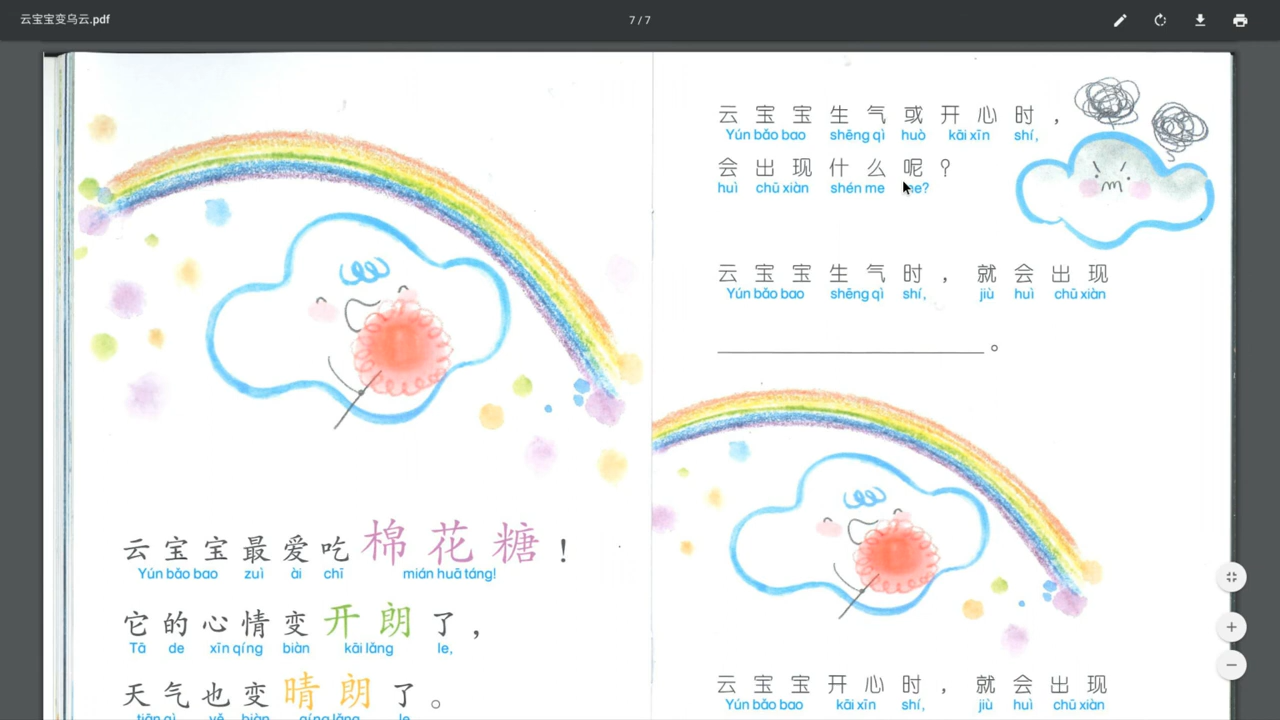 云宝宝变乌云.pdf
7 / 7
云宝宝最爱吃棉花糖！
Yún bǎo bao zuì ài chī mián huā táng!
它的心情变开朗了，
Tā de xīn qíng biàn kāi lǎng le,
天气也变晴朗了。
云宝宝生气或开心时，
Yún bǎo bao shēng qì huò kāi xīn shí,
会出现什么呢？
huì chū xiàn shén me ne?
云宝宝生气时，就会出现
Yún bǎo bao shēng qì shí, jiù huì chū xiàn
。
云宝宝开心时，就会出现
Yún bǎo bao kāi xīn shí, jiù huì chū xiàn